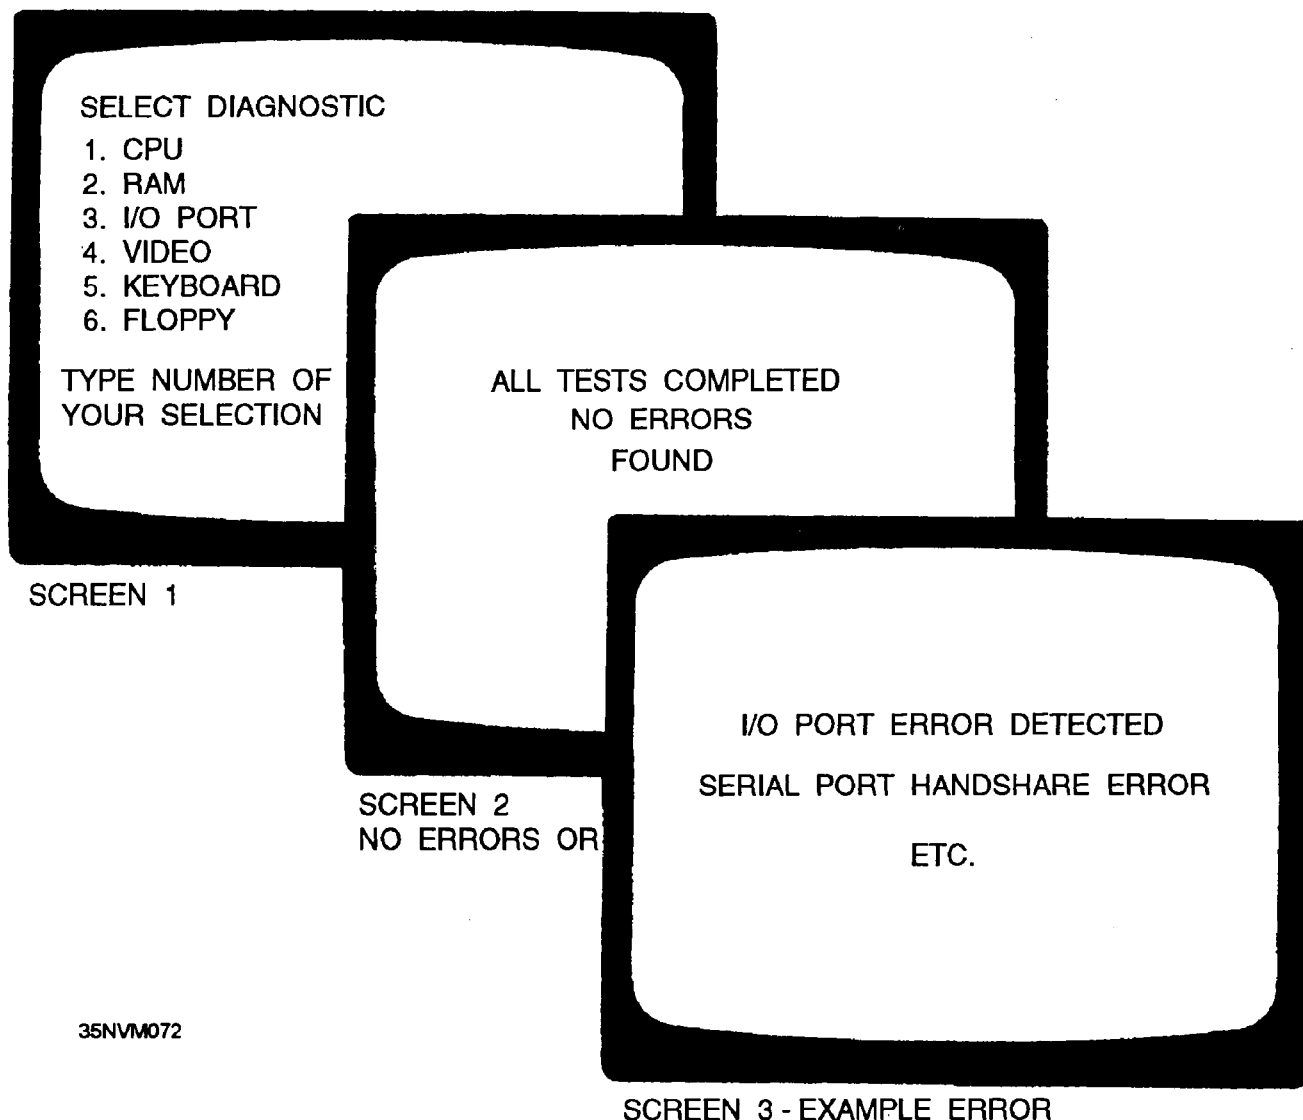 SELECT DIAGNOSTIC
1. CPU
2. RAM
3. I/O PORT
4. VIDEO
5. KEYBOARD
6. FLOPPY
TYPE NUMBER OF
YOUR SELECTION
SCREEN 1
ALL TESTS COMPLETED
NO ERRORS
FOUND
SCREEN 2
NO ERRORS OR
I/O PORT ERROR DETECTED
SERIAL PORT HANDSHARE ERROR
ETC.
SCREEN 3 - EXAMPLE ERROR
35NVM072